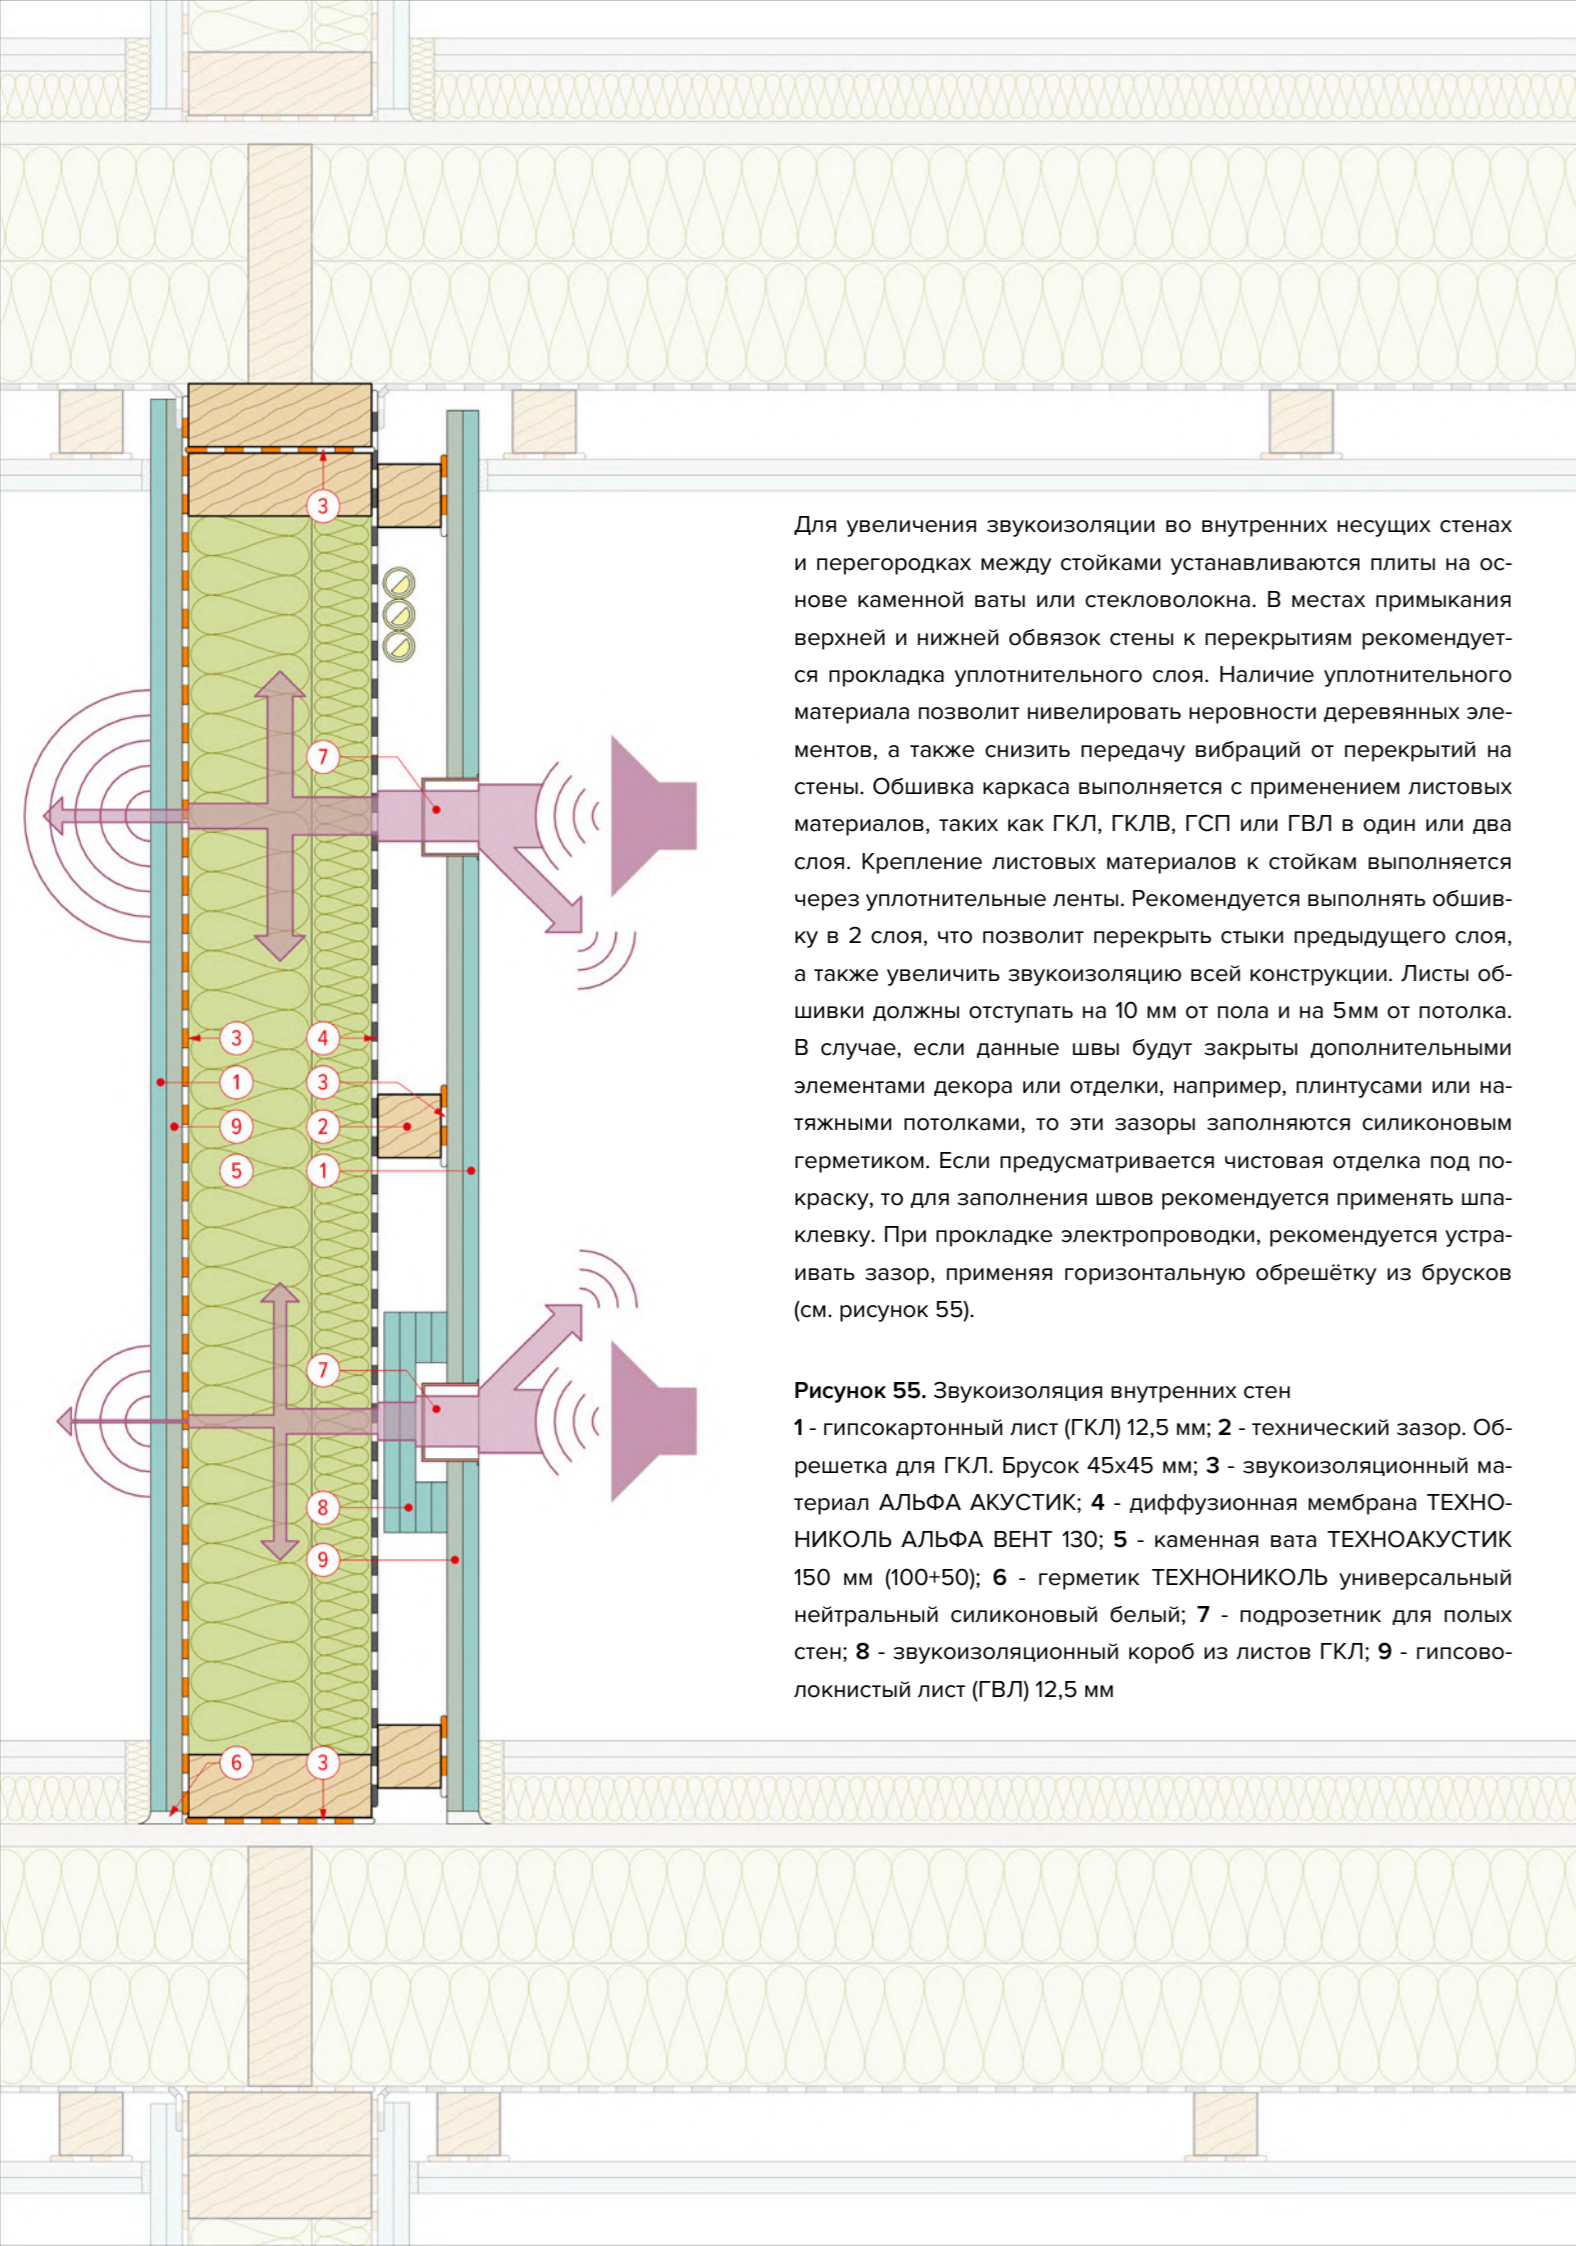 3
7
3
4
1
3
9
2
5
1
7
8
9
6
3
Для увеличения звукоизоляции во внутренних несущих стенах
и перегородках между стойками устанавливаются плиты на ос-
нове каменной ваты или стекловолокна. В местах примыкания
верхней и нижней обвязок стены к перекрытиям рекомендует-
ся прокладка уплотнительного слоя. Наличие уплотнительного
материала позволит нивелировать неровности деревянных эле-
ментов, а также снизить передачу вибраций от перекрытий на
стены. Обшивка каркаса выполняется с применением листовых
материалов, таких как ГКЛ, ГКЛВ, ГСП или ГВЛ в один или два
слоя. Крепление листовых материалов к стойкам выполняется
через уплотнительные ленты. Рекомендуется выполнять обшив-
ку в 2 слоя, что позволит перекрыть стыки предыдущего слоя,
а также увеличить звукоизоляцию всей конструкции. Листы об-
шивки должны отступать на 10 мм от пола и на 5мм от потолка.
В случае, если данные швы будут закрыты дополнительными
элементами декора или отделки, например, плинтусами или на-
тяжными потолками, то эти зазоры заполняются силиконовым
герметиком. Если предусматривается чистовая отделка под по-
краску, то для заполнения швов рекомендуется применять шпа-
клевку. При прокладке электропроводки, рекомендуется устра-
ивать зазор, применяя горизонтальную обрешётку из брусков
(см. рисунок 55).
Рисунок 55. Звукоизоляция внутренних стен
1 - гипсокартонный лист (ГКЛ) 12,5 мм; 2 - технический зазор. Об-
решетка для ГКЛ. Брусок 45х45 мм; 3 - звукоизоляционный ма-
териал АЛЬФА АКУСТИК; 4 - диффузионная мембрана ТЕХНО-
НИКОЛЬ АЛЬФА ВЕНТ 130; 5 - каменная вата ТЕХНОАКУСТИК
150 мм (100+50); 6 - герметик ТЕХНОНИКОЛЬ универсальный
нейтральный силиконовый белый; 7 - подрозетник для полых
стен; 8 - звукоизоляционный короб из листов ГКЛ; 9 - гипсово-
локнистый лист (ГВЛ) 12,5 мм